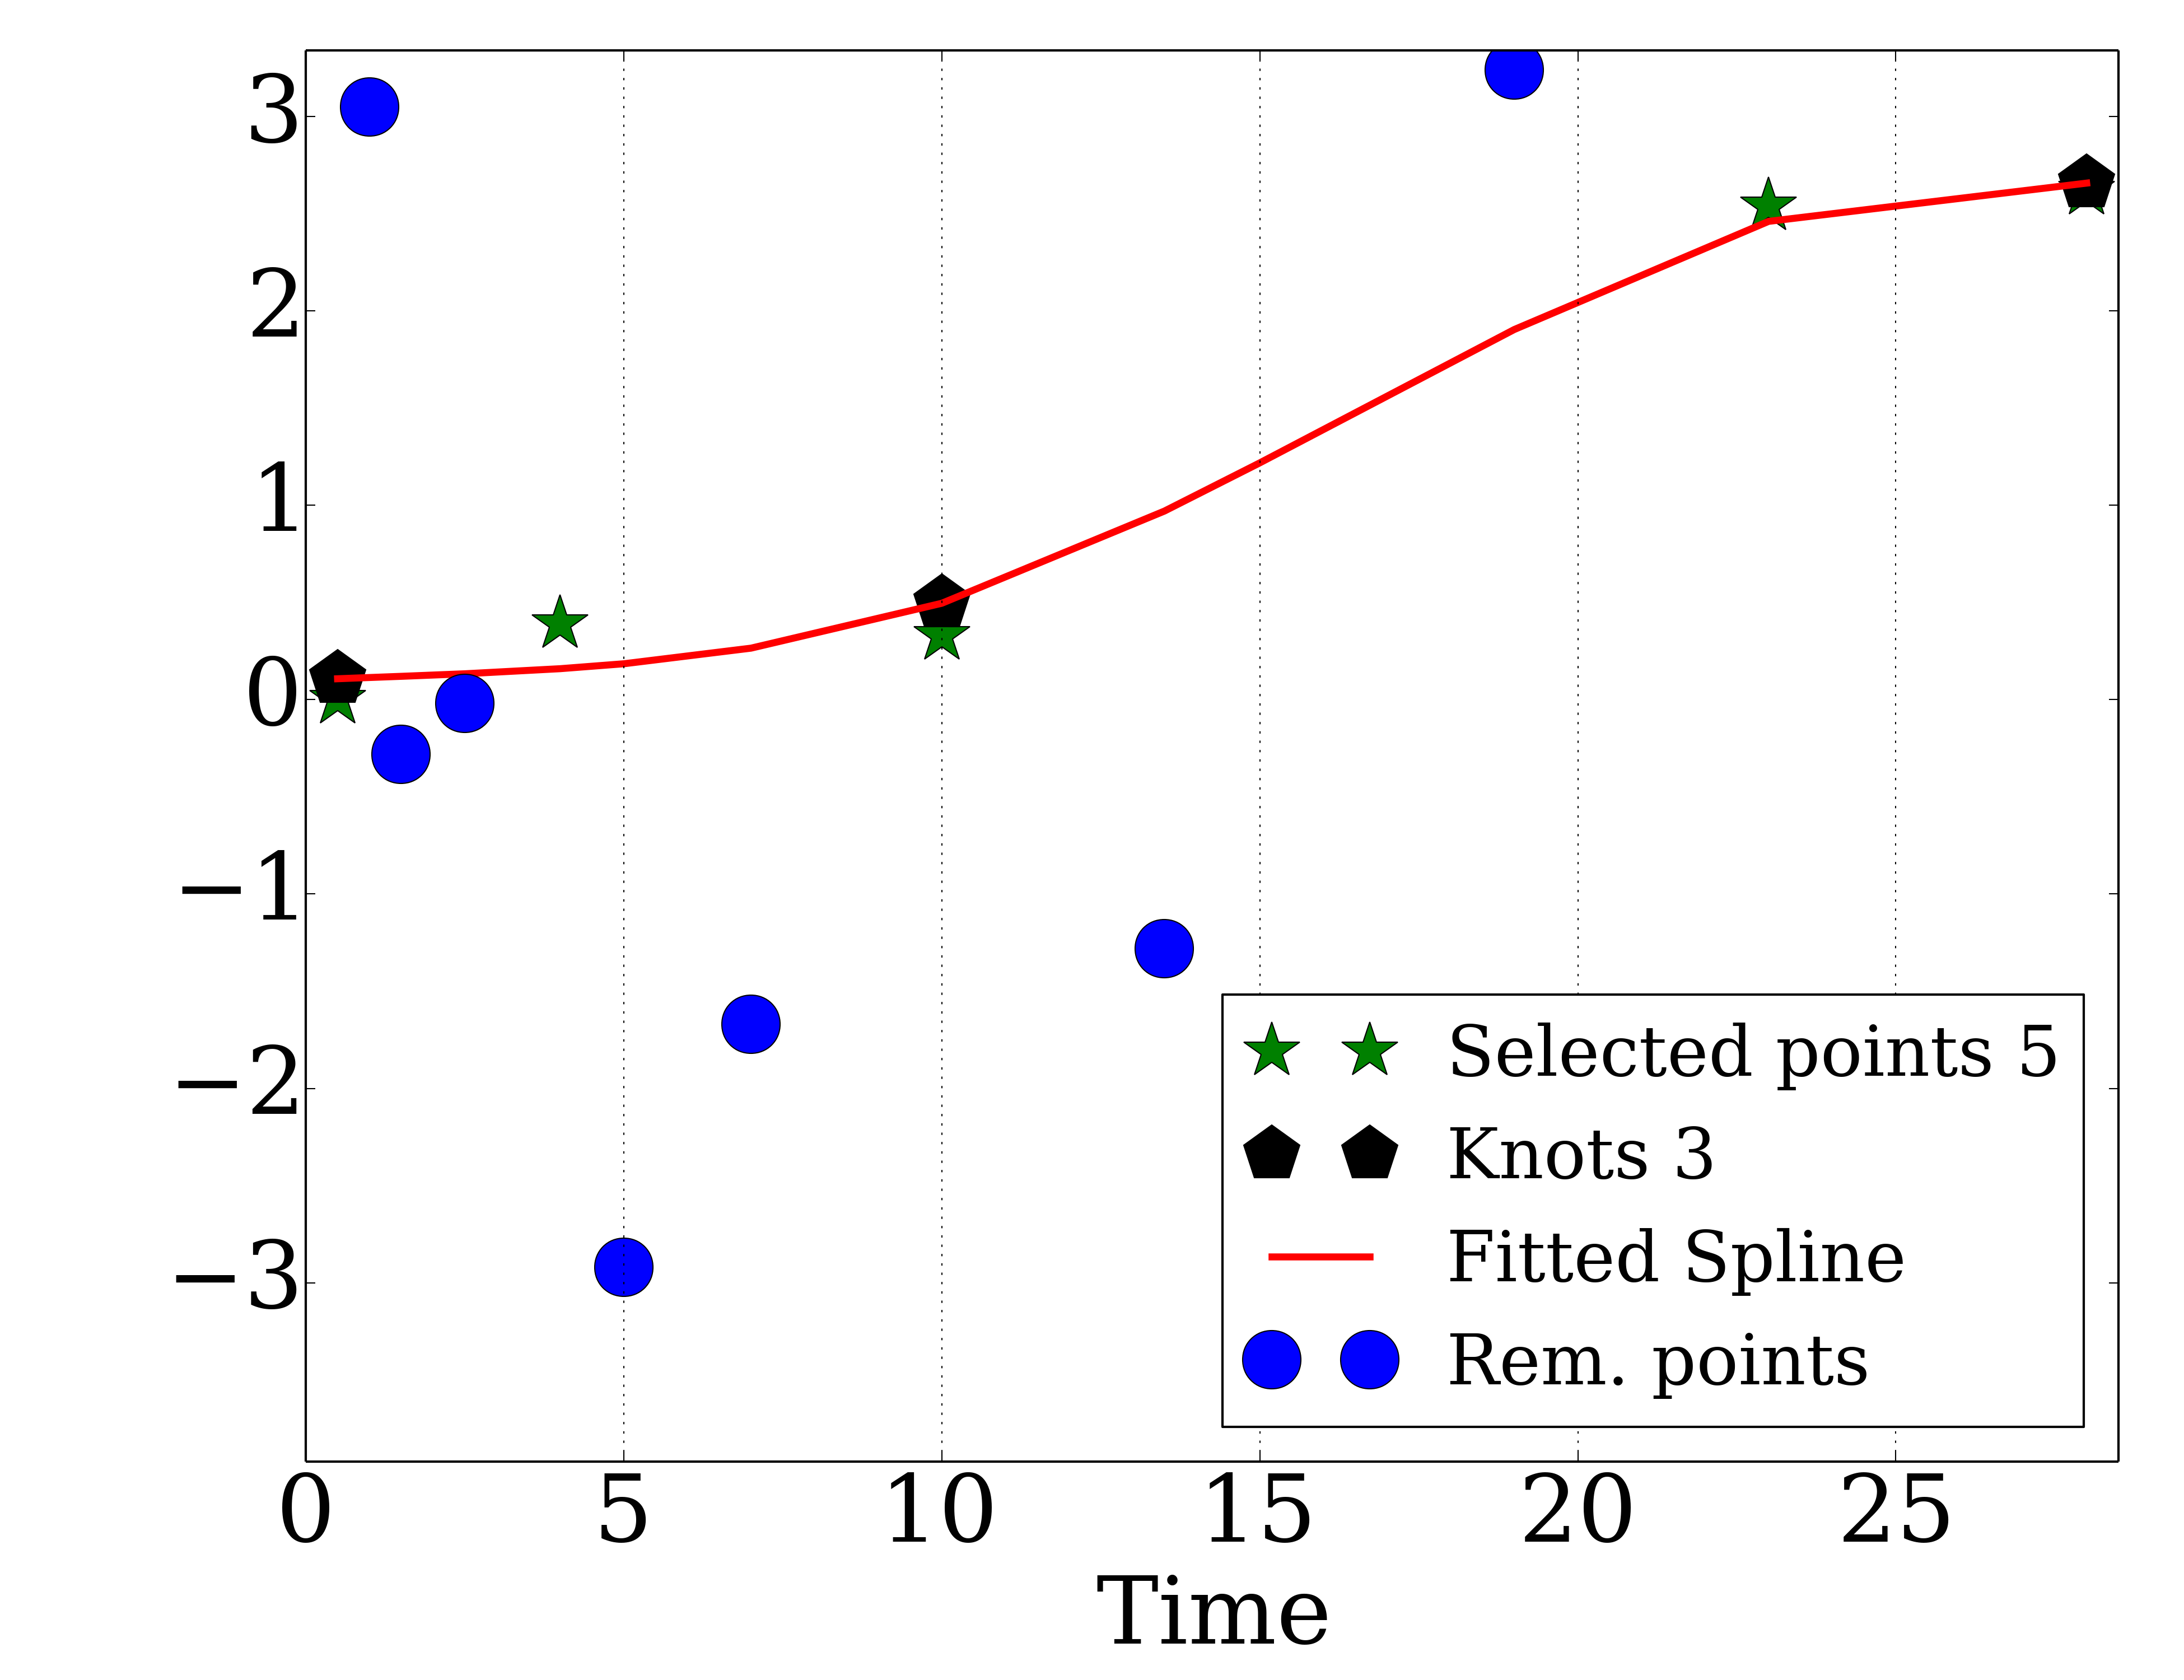 3
2
1
0
−1
−2
−3
Selected points 5
Knots 3
Fitted Spline
Rem. points
0 5 10 15 20 25
Time